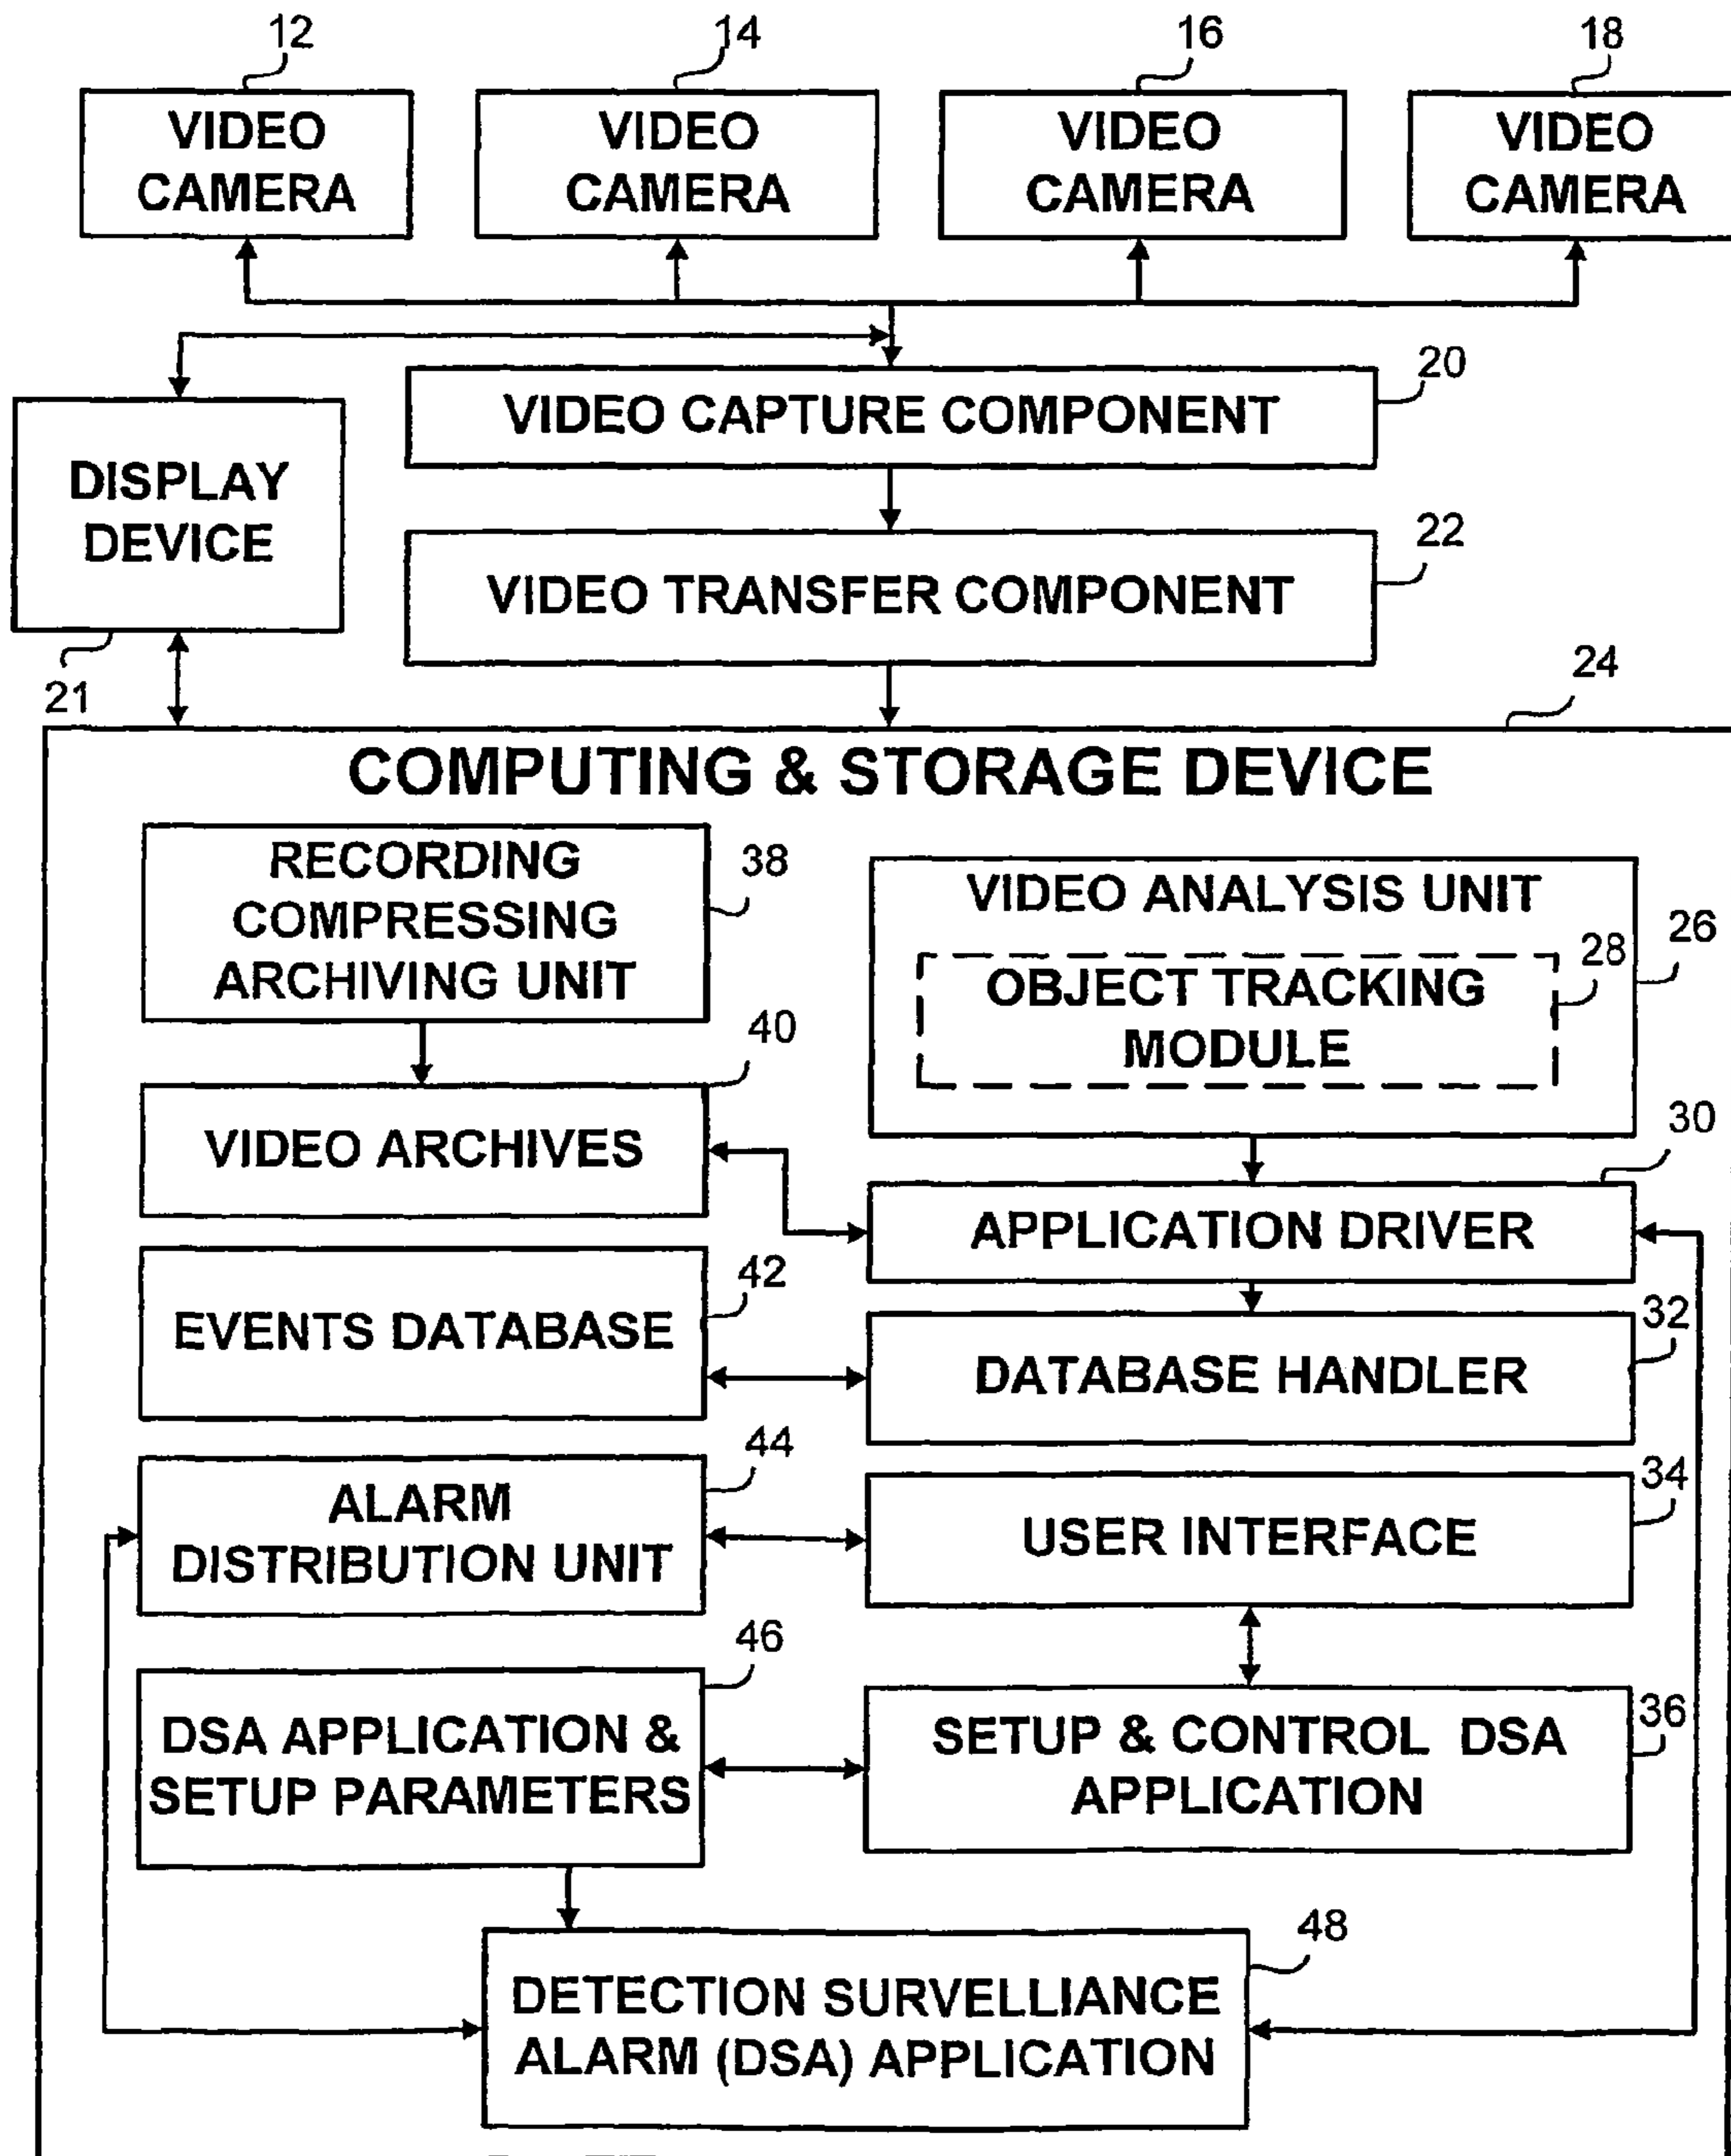 12
14
16
18
VIDEO
CAMERA
VIDEO
CAMERA
VIDEO
CAMERA
VIDEO
CAMERA
20
VIDEO CAPTURE COMPONENT
DISPLAY
DEVICE
21
22
VIDEO TRANSFER COMPONENT
24
COMPUTING & STORAGE DEVICE
RECORDING
COMPRESSING
ARCHIVING UNIT
38
VIDEO ANALYSIS UNIT
26
28
OBJECT TRACKING
MODULE
40
VIDEO ARCHIVES
30
APPLICATION DRIVER
42
EVENTS DATABASE
32
DATABASE HANDLER
44
ALARM
DISTRIBUTION UNIT
34
USER INTERFACE
46
DSA APPLICATION &
SETUP PARAMETERS
36
SETUP & CONTROL DSA
APPLICATION
48
DETECTION SURVELLIANCE
ALARM (DSA) APPLICATION